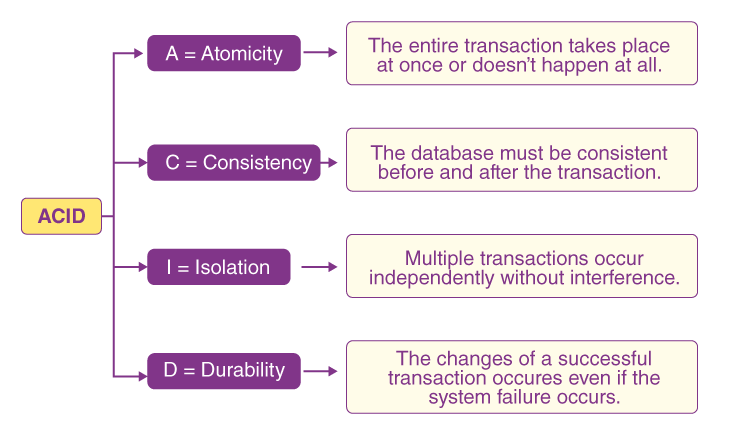 A = Atomicity
The entire transaction takes place
at once or doesn't happen at all.
C = Consistency
The database must be consistent
before and after the transaction.
ACID
I = Isolation
Multiple transactions occur
independently without interference.
D = Durability
The changes of a successful
transaction occures even if the
system failure occurs.